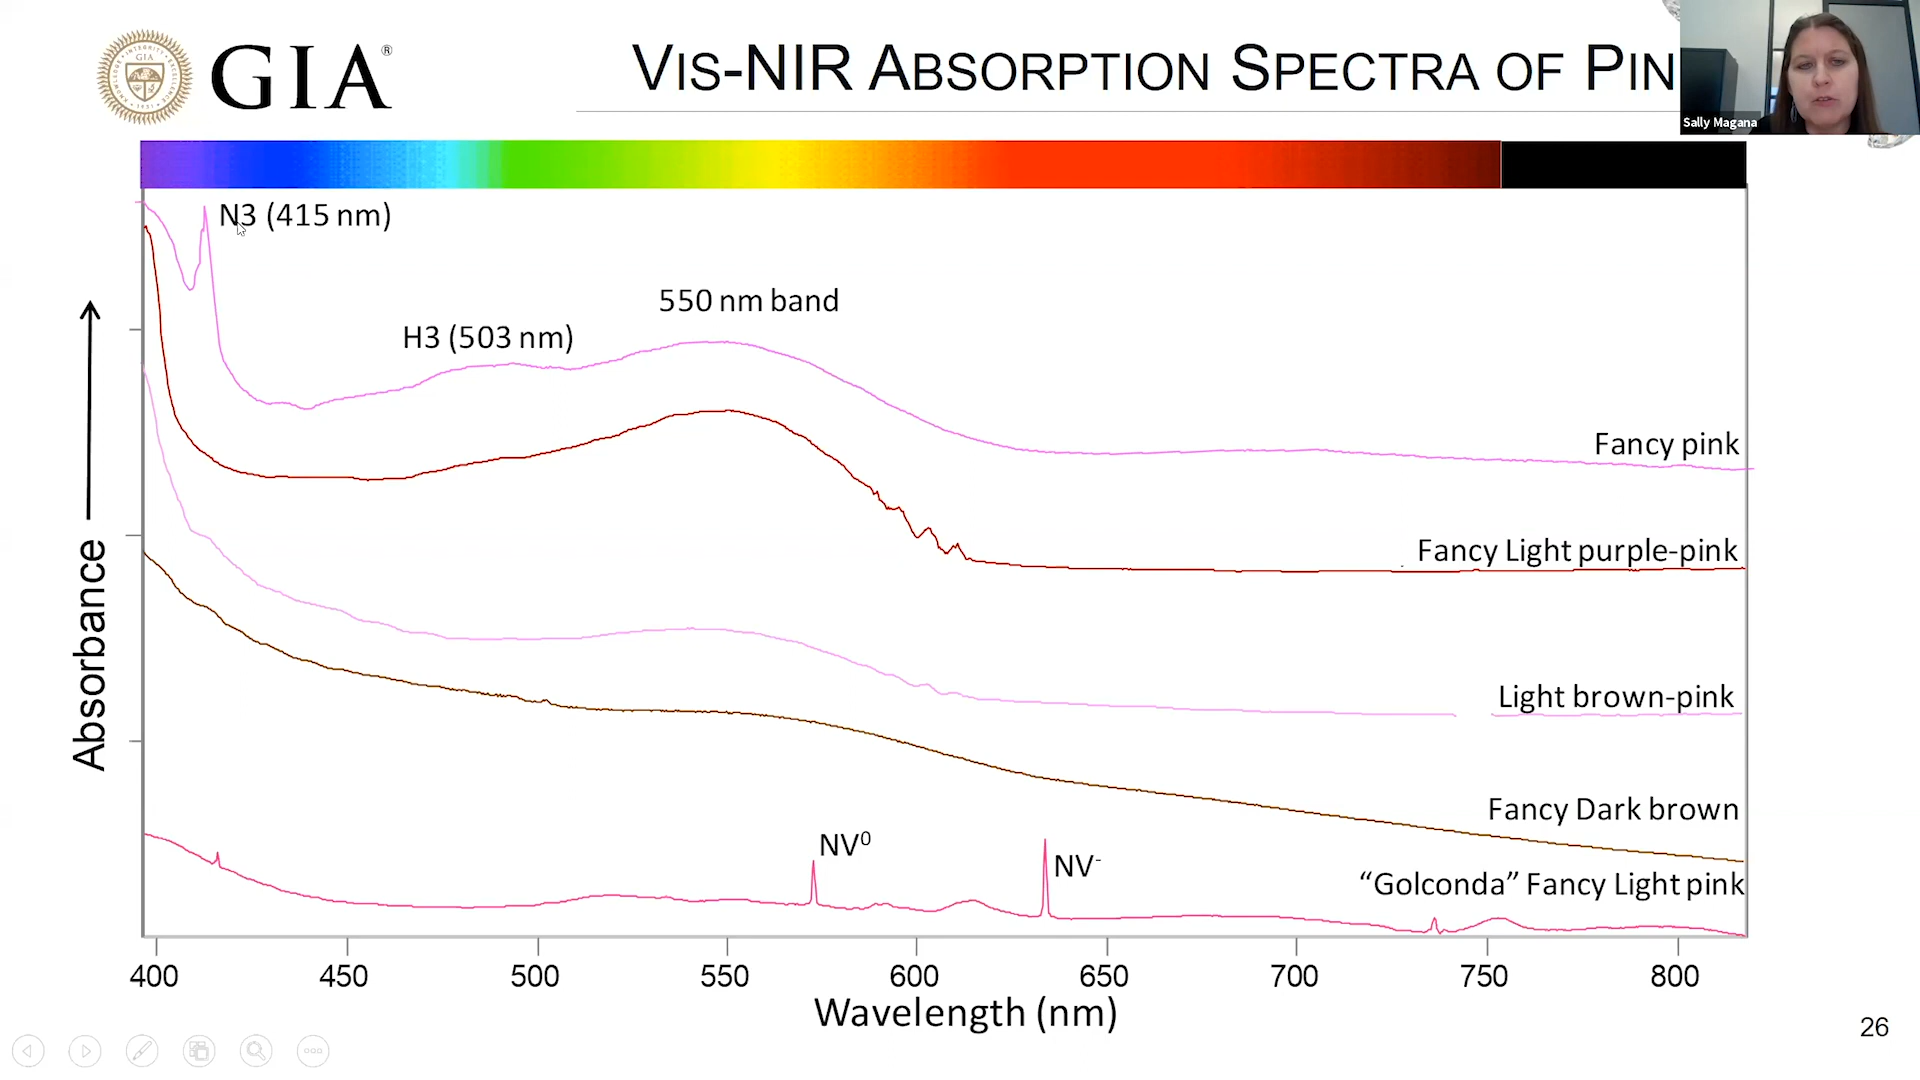 GIA®
VIS-NIR ABSORPTION SPECTRA OF PIN
Sally Magana
N3 (415 nm)
550 nm band
H3 (503 nm)
Fancy pink
Fancy Light purple-pink
Light brown-pink
Fancy Dark brown
NV⁰
NV⁻
“Golconda” Fancy Light pink
Absorbance
400 450 500 550 600 650 700 750 800
Wavelength (nm)
26